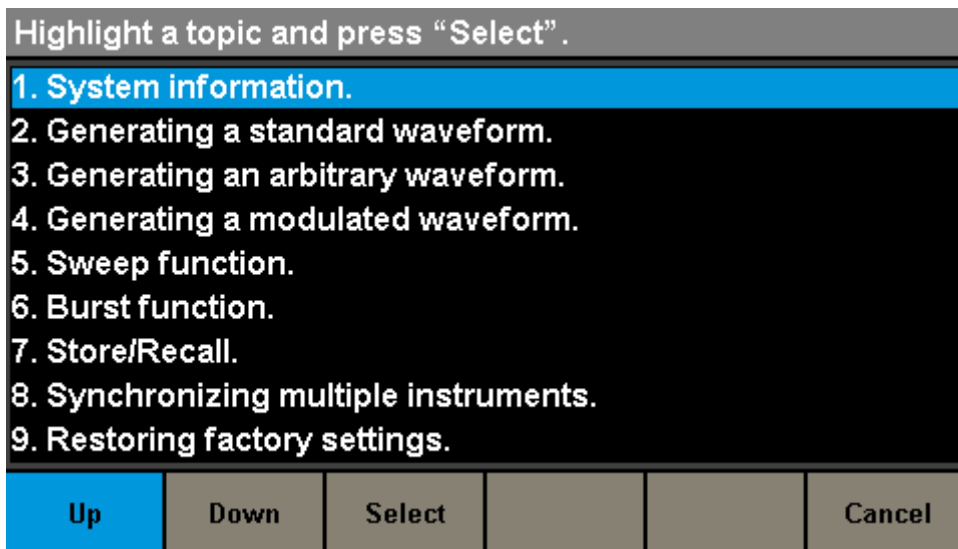 Highlight a topic and press “Select”.
1. System information.
2. Generating a standard waveform.
3. Generating an arbitrary waveform.
4. Generating a modulated waveform.
5. Sweep function.
6. Burst function.
7. Store/Recall.
8. Synchronizing multiple instruments.
9. Restoring factory settings.
Up Down Select Cancel